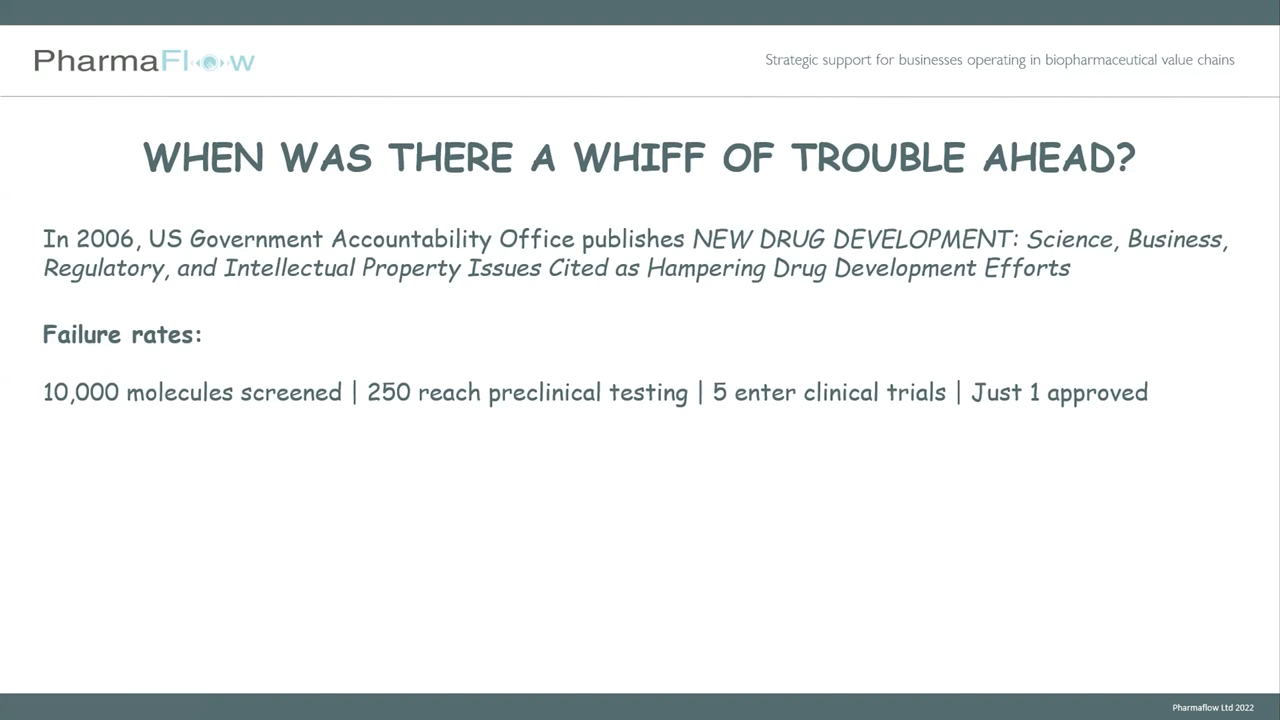 PharmaFlow
Strategic support for businesses operating in biopharmaceutical value chains
WHEN WAS THERE A WHIFF OF TROUBLE AHEAD?
In 2006, US Government Accountability Office publishes NEW DRUG DEVELOPMENT: Science, Business,
Regulatory, and Intellectual Property Issues Cited as Hampering Drug Development Efforts
Failure rates:
10,000 molecules screened | 250 reach preclinical testing | 5 enter clinical trials | Just 1 approved
Pharmaflow Ltd 2022